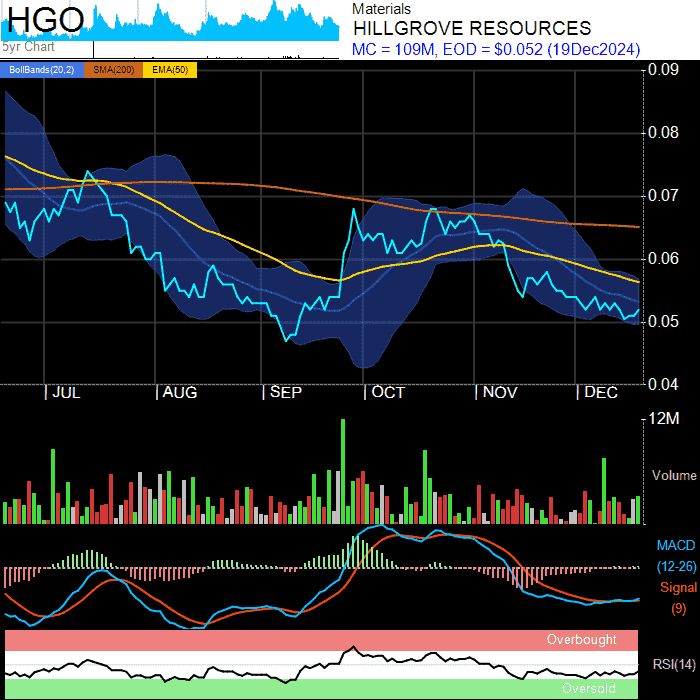 HGO
5yr Chart
Materials
HILLGROVE RESOURCES
MC = 109M, EOD = $0.052 (19Dec2024)
BollBands(20,2) SMA(200) EMA(50)
0.09
0.08
0.07
0.06
0.05
0.04
| JUL | AUG | SEP | OCT | NOV | DEC
12M
Volume
MACD
(12-26)
Signal
(9)
Overbought
RSI(14)
Oversold